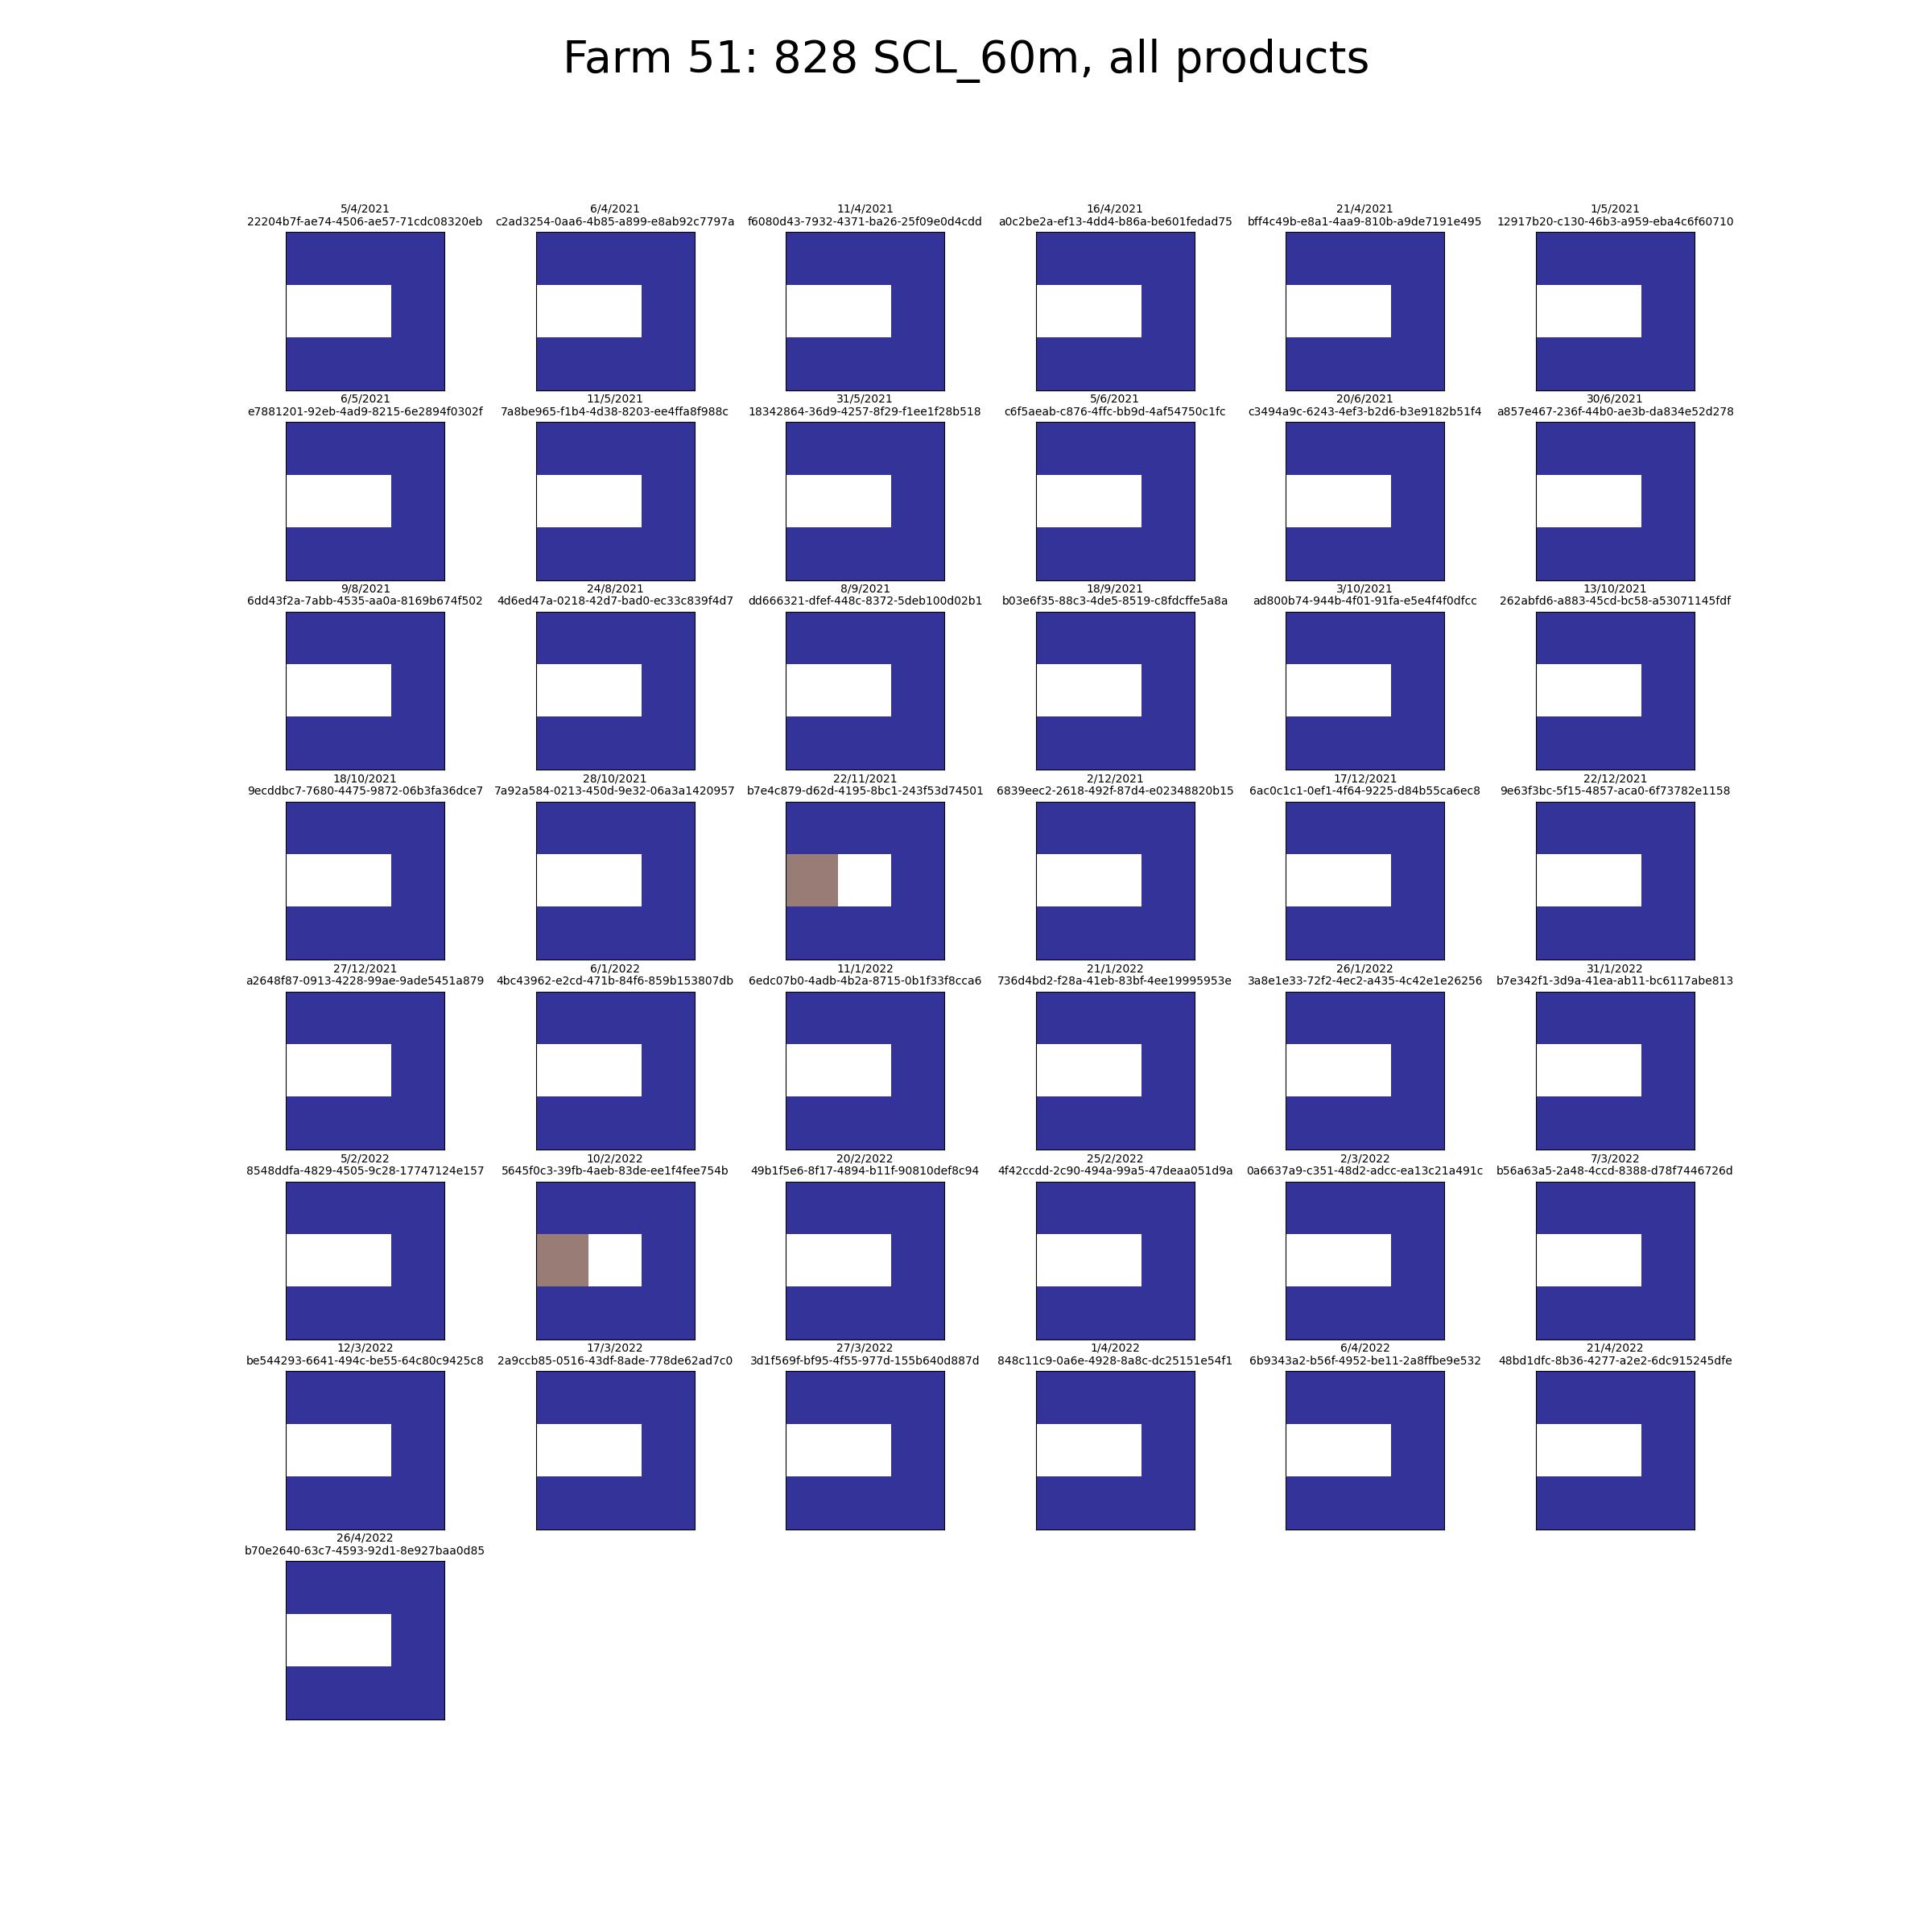 Farm 51: 828 SCL_60m, all products
5/4/2021
22204b7f-ae74-4506-ae57-71cdc08320eb
6/4/2021
c2ad3254-0aa6-4b85-a899-e8ab92c7797a
11/4/2021
f6080d43-7932-4371-ba26-25f09e0d4cdd
16/4/2021
a0c2be2a-ef13-4dd4-b86a-be601fedad75
21/4/2021
bff4c49b-e8a1-4aa9-810b-a9de7191e495
1/5/2021
12917b20-c130-46b3-a959-eba4c6f60710
6/5/2021
e7881201-92eb-4ad9-8215-6e2894f0302f
11/5/2021
7a8be965-f1b4-4d38-8203-ee4ffa8f988c
31/5/2021
18342864-36d9-4257-8f29-f1ee1f28b518
5/6/2021
c6f5aeab-c876-4ffc-bb9d-4af54750c1fc
20/6/2021
c3494a9c-6243-4ef3-b2d6-b3e9182b51f4
30/6/2021
a857e467-236f-44b0-ae3b-da834e52d278
9/8/2021
6dd43f2a-7abb-4535-aa0a-8169b674f502
24/8/2021
4d6ed47a-0218-42d7-bad0-ec33c839f4d7
8/9/2021
dd666321-dfef-448c-8372-5deb100d02b1
18/9/2021
b03e6f35-88c3-4de5-8519-c8fdcffe5a8a
3/10/2021
ad800b74-944b-4f01-91fa-e5e4f4f0dfcc
13/10/2021
262abfd6-a883-45cd-bc58-a53071145fdf
18/10/2021
9ecddbc7-7680-4475-9872-06b3fa36dce7
28/10/2021
7a92a584-0213-450d-9e32-06a3a1420957
22/11/2021
b7e4c879-d62d-4195-8bc1-243f53d74501
2/12/2021
6839eec2-2618-492f-87d4-e02348820b15
17/12/2021
6ac0c1c1-0ef1-4f64-9225-d84b55ca6ec8
22/12/2021
9e63f3bc-5f15-4857-aca0-6f73782e1158
27/12/2021
a2648f87-0913-4228-99ae-9ade5451a879
6/1/2022
4bc43962-e2cd-471b-84f6-859b153807db
11/1/2022
6edc07b0-4adb-4b2a-8715-0b1f33f8cca6
21/1/2022
736d4bd2-f28a-41eb-83bf-4ee19995953e
26/1/2022
3a8e1e33-72f2-4ec2-a435-4c42e1e26256
31/1/2022
b7e342f1-3d9a-41ea-ab11-bc6117abe813
5/2/2022
8548ddfa-4829-4505-9c28-17747124e157
10/2/2022
5645f0c3-39fb-4aeb-83de-ee1f4fee754b
20/2/2022
49b1f5e6-8f17-4894-b11f-90810def8c94
25/2/2022
4f42ccdd-2c90-494a-99a5-47deaa051d9a
2/3/2022
0a6637a9-c351-48d2-adcc-ea13c21a491c
7/3/2022
b56a63a5-2a48-4ccd-8388-d78f7446726d
12/3/2022
be544293-6641-494c-be55-64c80c9425c8
17/3/2022
2a9ccb85-0516-43df-8ade-778de62ad7c0
27/3/2022
3d1f569f-bf95-4f55-977d-155b640d887d
1/4/2022
848c11c9-0a6e-4928-8a8c-dc25151e54f1
6/4/2022
6b9343a2-b56f-4952-be11-2a8ffbe9e532
21/4/2022
48bd1dfc-8b36-4277-a2e2-6dc915245dfe
26/4/2022
b70e2640-63c7-4593-92d1-8e927baa0d85